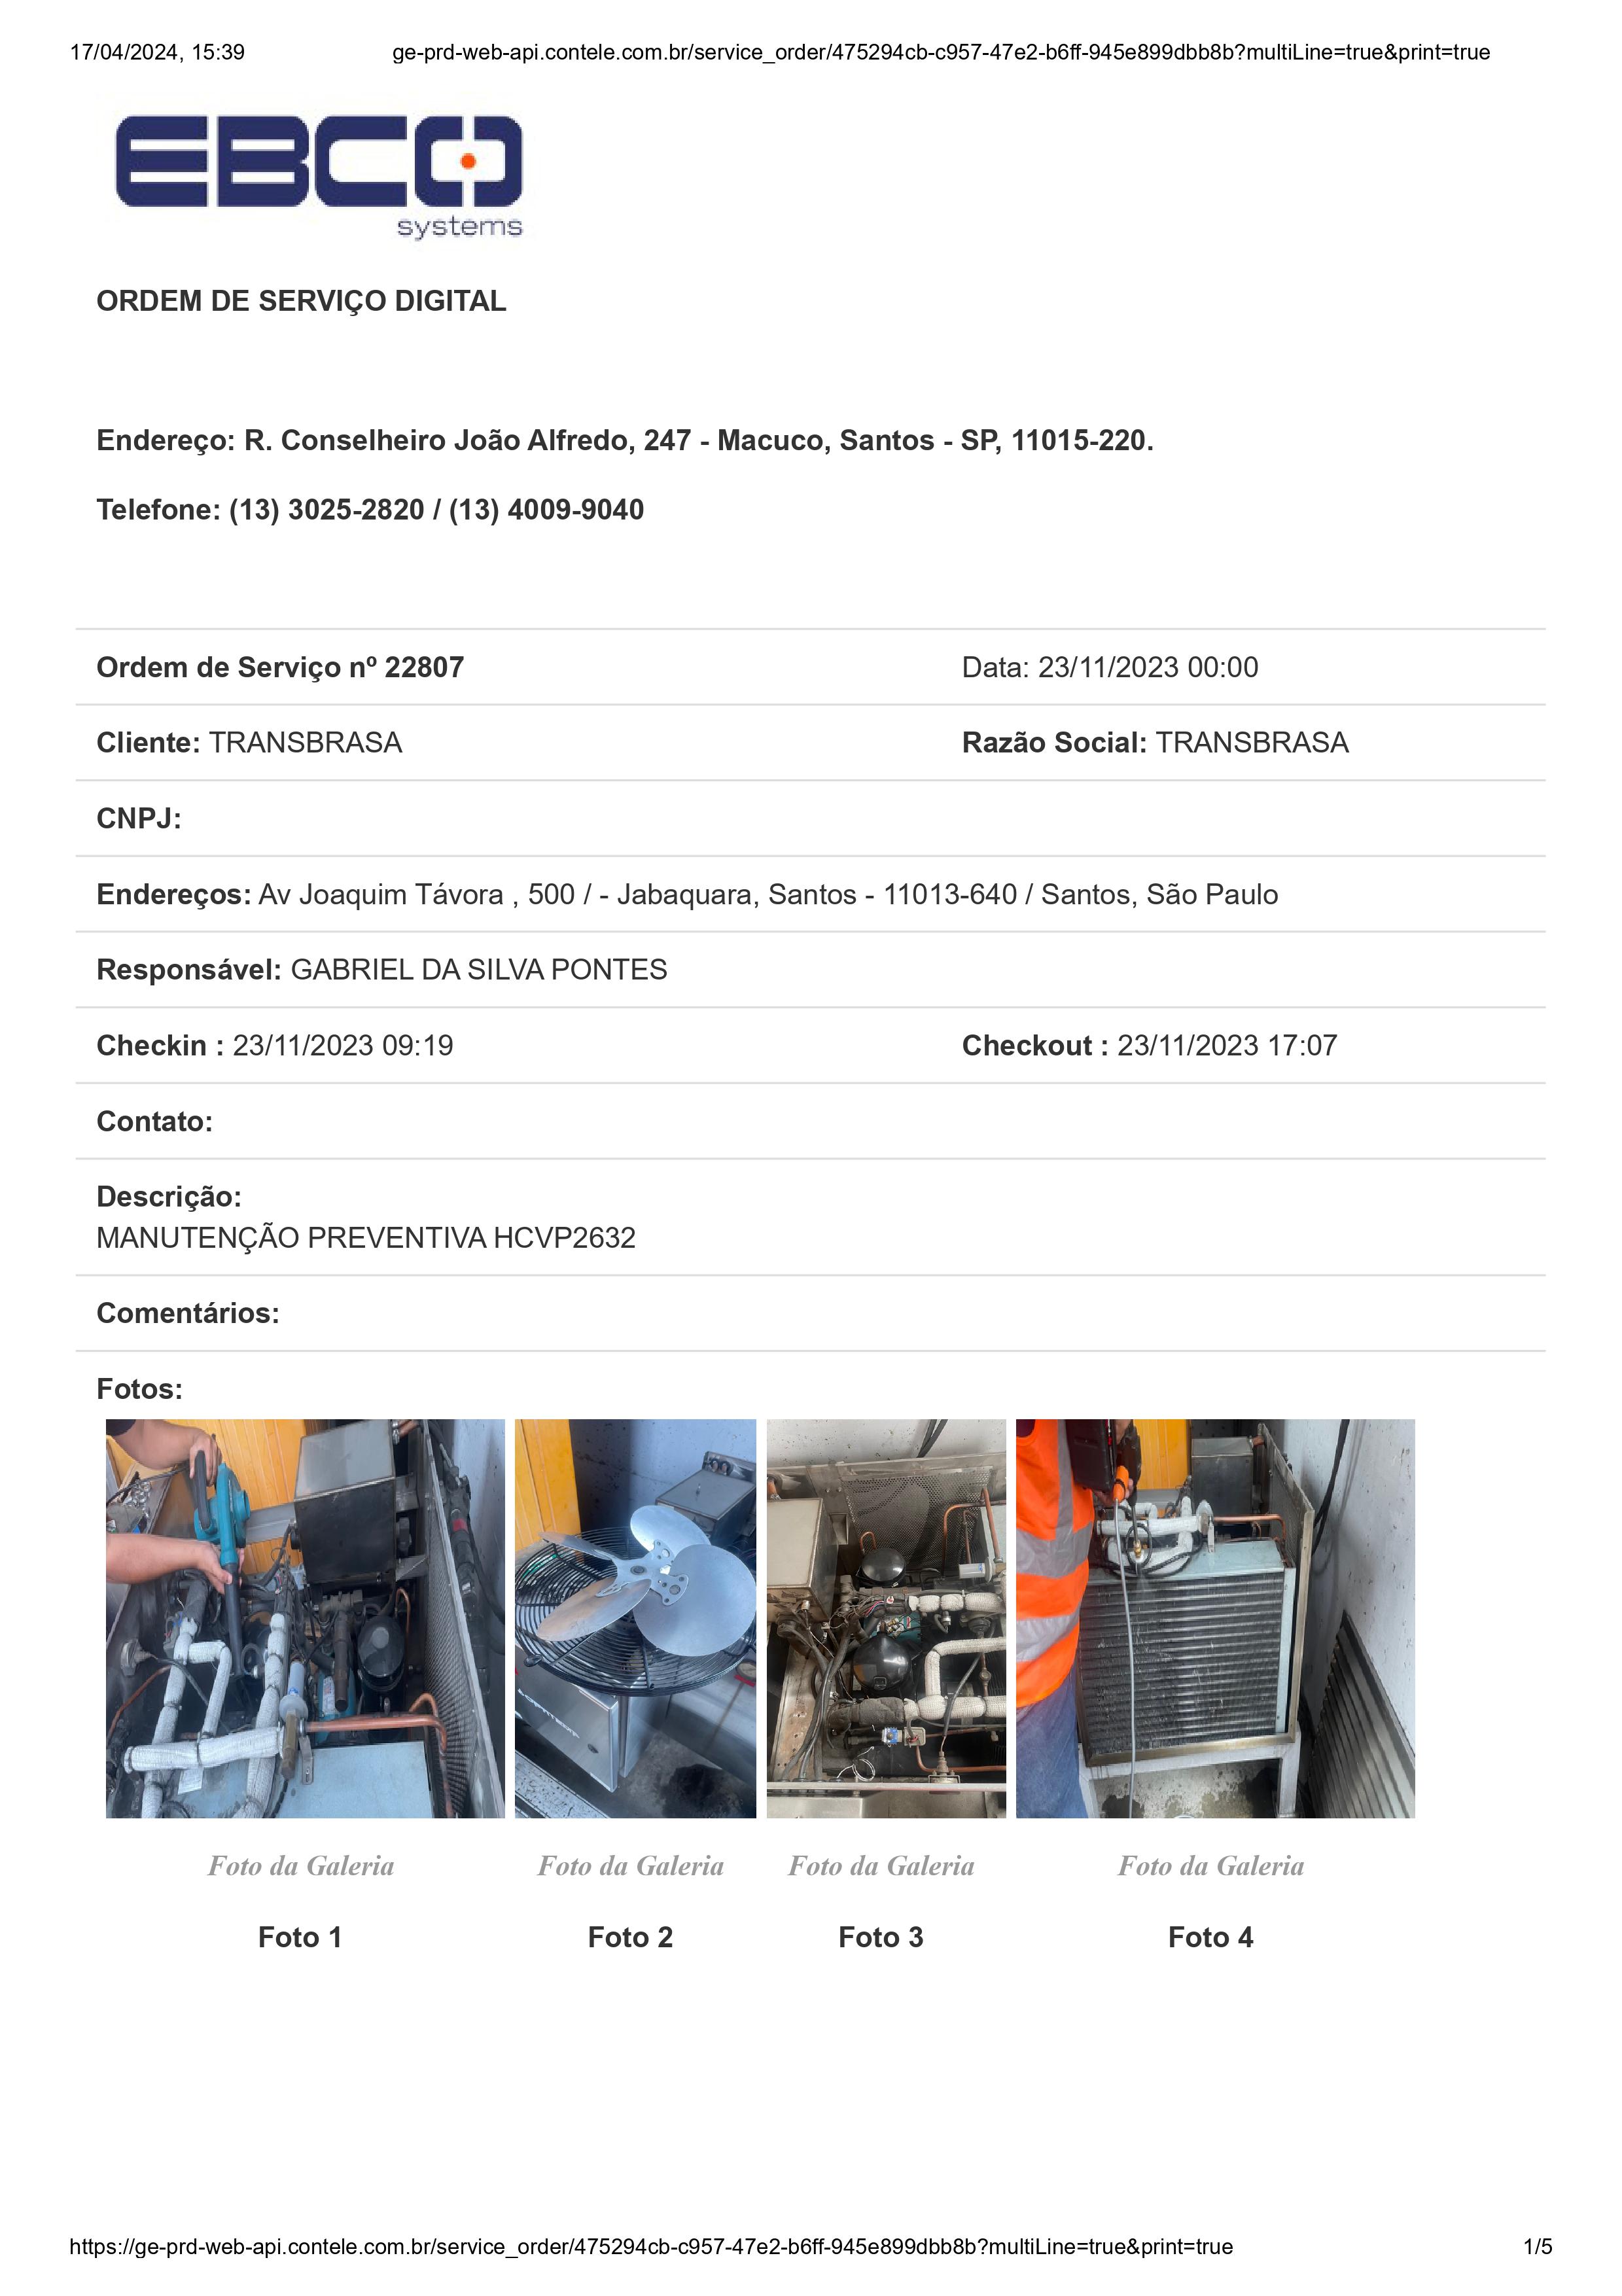 17/04/2024, 15:39
ge-prd-web-api.contele.com.br/service_order/475294cb-c957-47e2-b6ff-945e899dbb8b?multiLine=true&print=true
EBCO
systems
ORDEM DE SERVIÇO DIGITAL
Endereço: R. Conselheiro João Alfredo, 247 - Macuco, Santos - SP, 11015-220.
Telefone: (13) 3025-2820 / (13) 4009-9040
Ordem de Serviço nº 22807
Data: 23/11/2023 00:00
Cliente: TRANSBRASA
Razão Social: TRANSBRASA
CNPJ:
Endereços: Av Joaquim Távora , 500 / - Jabaquara, Santos - 11013-640 / Santos, São Paulo
Responsável: GABRIEL DA SILVA PONTES
Checkin : 23/11/2023 09:19
Checkout : 23/11/2023 17:07
Contato:
Descrição:
MANUTENÇÃO PREVENTIVA HCVP2632
Comentários:
Fotos:
Foto da Galeria
Foto da Galeria
Foto da Galeria
Foto da Galeria
Foto 1
Foto 2
Foto 3
Foto 4
https://ge-prd-web-api.contele.com.br/service_order/475294cb-c957-47e2-b6ff-945e899dbb8b?multiLine=true&print=true
1/5